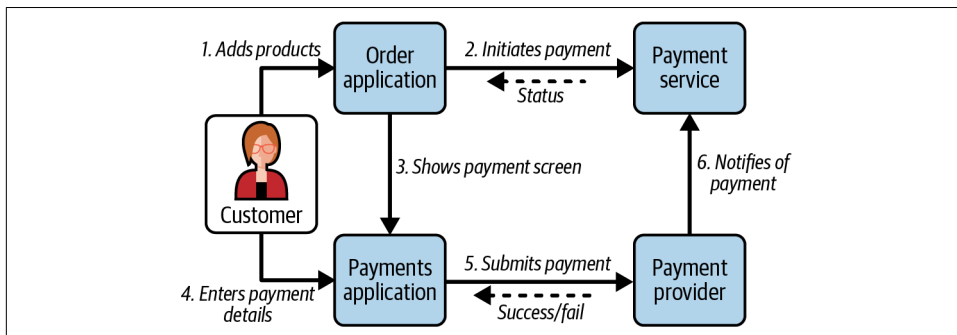 1. Adds products
Order
application
2. Initiates payment
Status
Payment
service
Customer
3. Shows payment screen
6. Notifies of
payment
4. Enters payment
details
Payments
application
5. Submits payment
Success/fail
Payment
provider